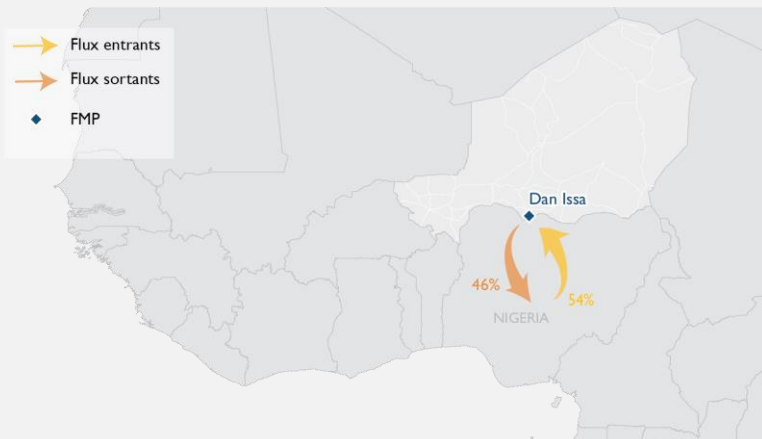 Flux entrants
Flux sortants
FMP
Dan Issa
46%
54%
NIGERIA